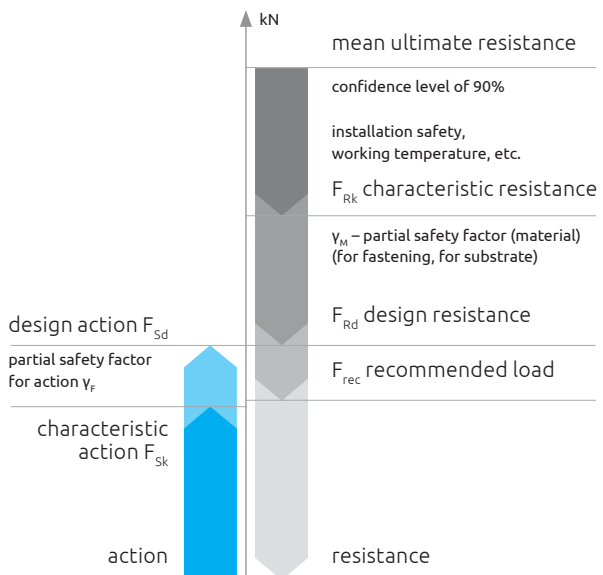 kN
mean ultimate resistance
confidence level of 90%
installation safety,
working temperature, etc.
F_Rk characteristic resistance
γ_M – partial safety factor (material)
(for fastening, for substrate)
F_Rd design resistance
design action F_Sd
partial safety factor
for action γ_F
F_rec recommended load
characteristic
action F_Sk
action
resistance